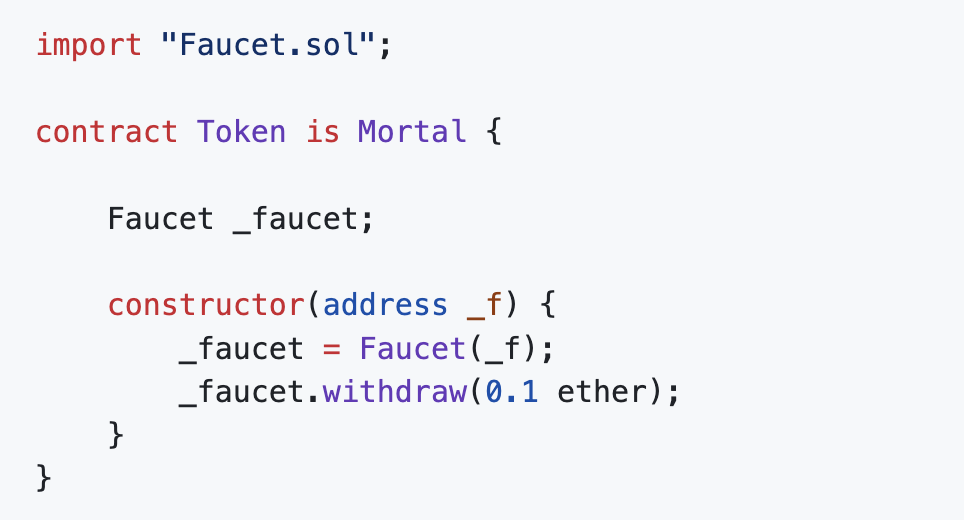 import "Faucet.sol";
contract Token is Mortal {
Faucet _faucet;
constructor(address _f) {
_faucet = Faucet(_f);
_faucet.withdraw(0.1 ether);
}
}